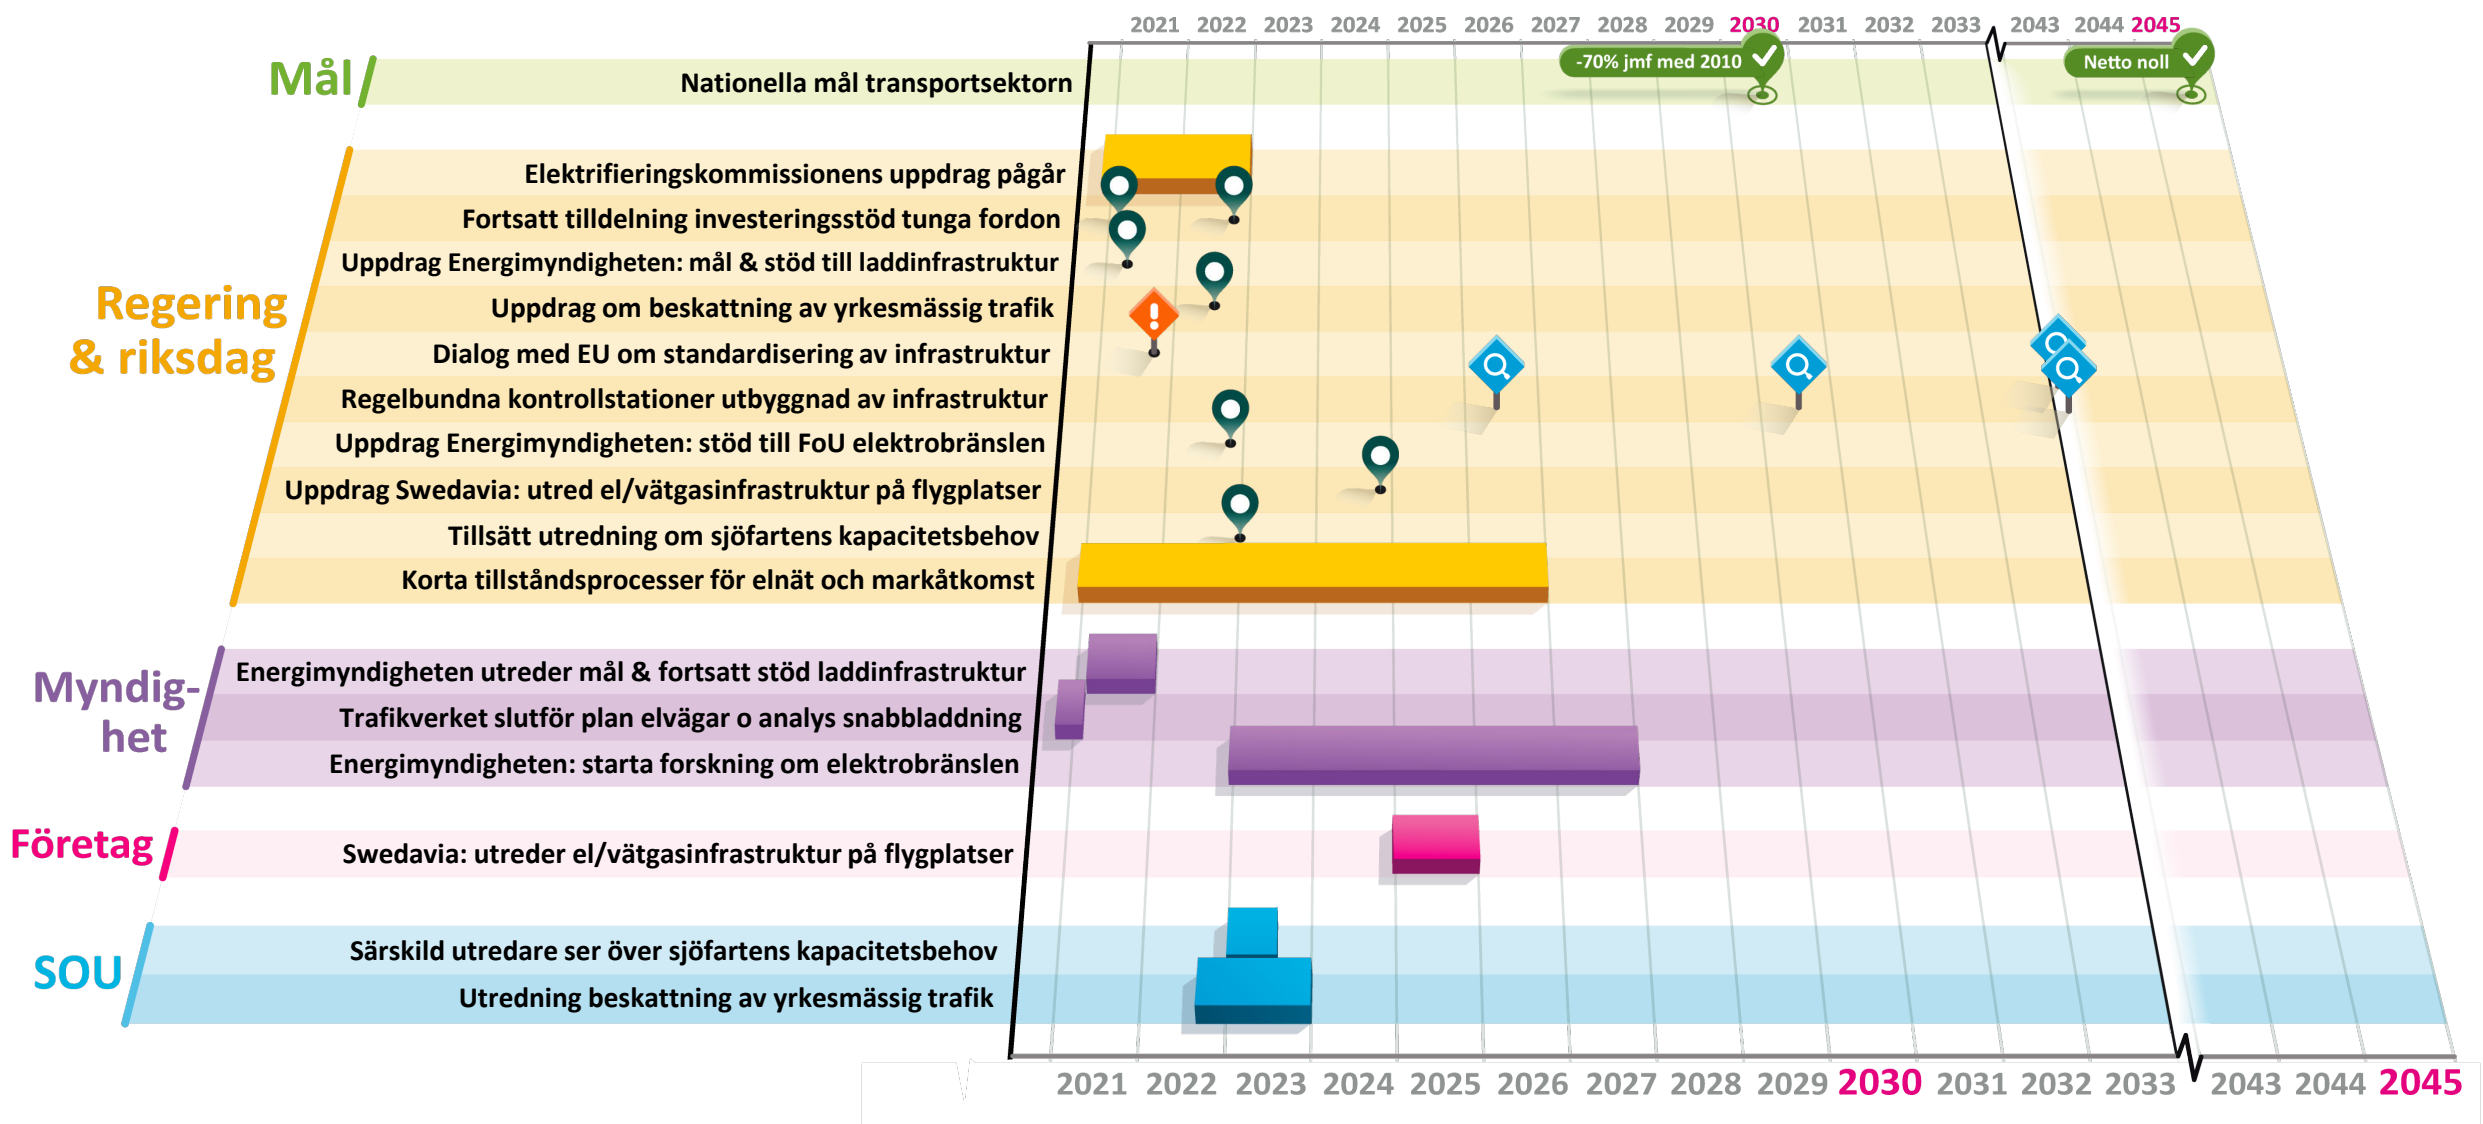 2021 2022 2023 2024 2025 2026 2027 2028 2029 2030 2031 2032 2033 2043 2044 2045
-70% jmf med 2010
Netto noll
Mål
Nationella mål transportsektorn
Regering
& riksdag
Elektrifieringskommissionens uppdrag pågår
Fortsatt tilldelning investeringsstöd tunga fordon
Uppdrag Energimyndigheten: mål & stöd till laddinfrastruktur
Uppdrag om beskattning av yrkesmässig trafik
Dialog med EU om standardisering av infrastruktur
Regelbundna kontrollstationer utbyggnad av infrastruktur
Uppdrag Energimyndigheten: stöd till FoU elektrobränslen
Uppdrag Swedavia: utred el/vätgasinfrastruktur på flygplatser
Tillsätt utredning om sjöfartens kapacitetsbehov
Korta tillståndsprocesser för elnät och markåtkomst
Myndig-
het
Energimyndigheten utreder mål & fortsatt stöd laddinfrastruktur
Trafikverket slutför plan elvägar o analys snabbladdning
Energimyndigheten: starta forskning om elektrobränslen
Företag
Swedavia: utreder el/vätgasinfrastruktur på flygplatser
SOU
Särskild utredare ser över sjöfartens kapacitetsbehov
Utredning beskattning av yrkesmässig trafik
2021 2022 2023 2024 2025 2026 2027 2028 2029 2030 2031 2032 2033 2043 2044 2045